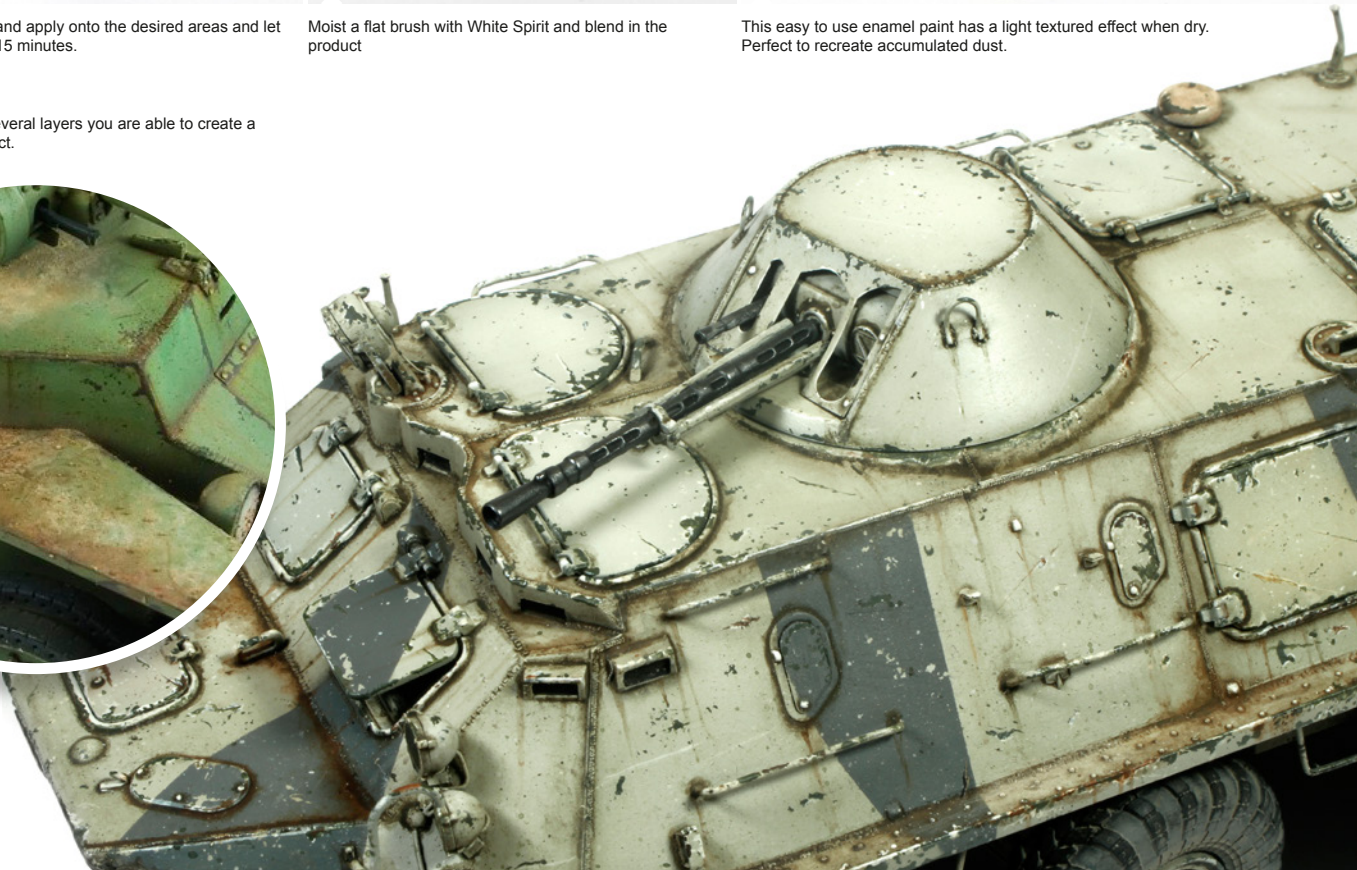 and apply onto the desired areas and let
15 minutes.
Moist a flat brush with White Spirit and blend in the
product
This easy to use enamel paint has a light textured effect when dry.
Perfect to recreate accumulated dust.
several layers you are able to create a